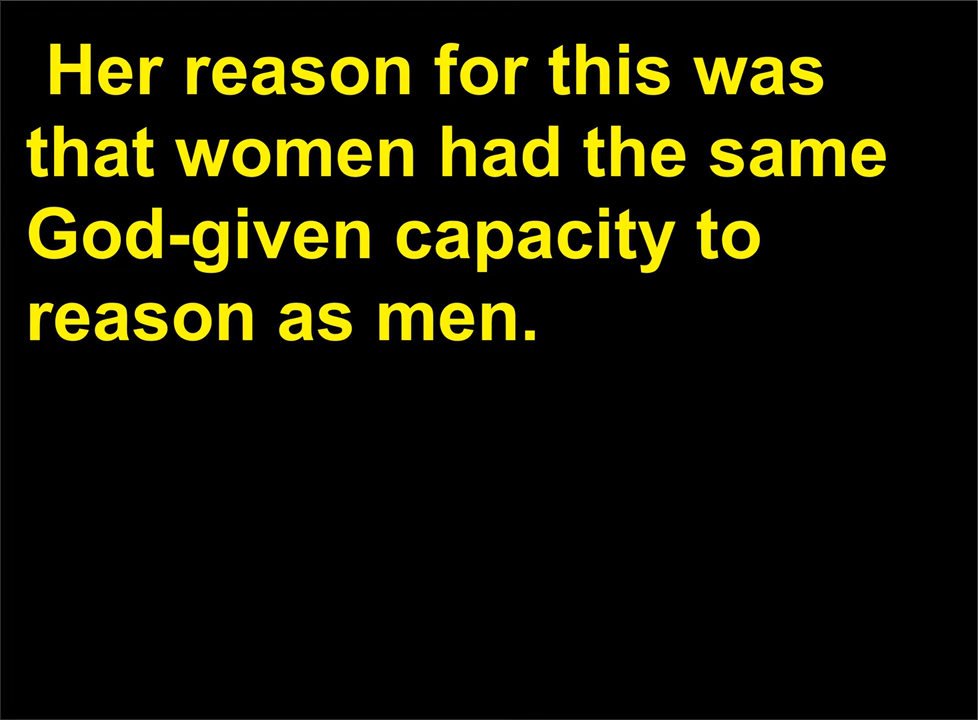 Her reason for this was
that women had the same
God-given capacity to
reason as men.